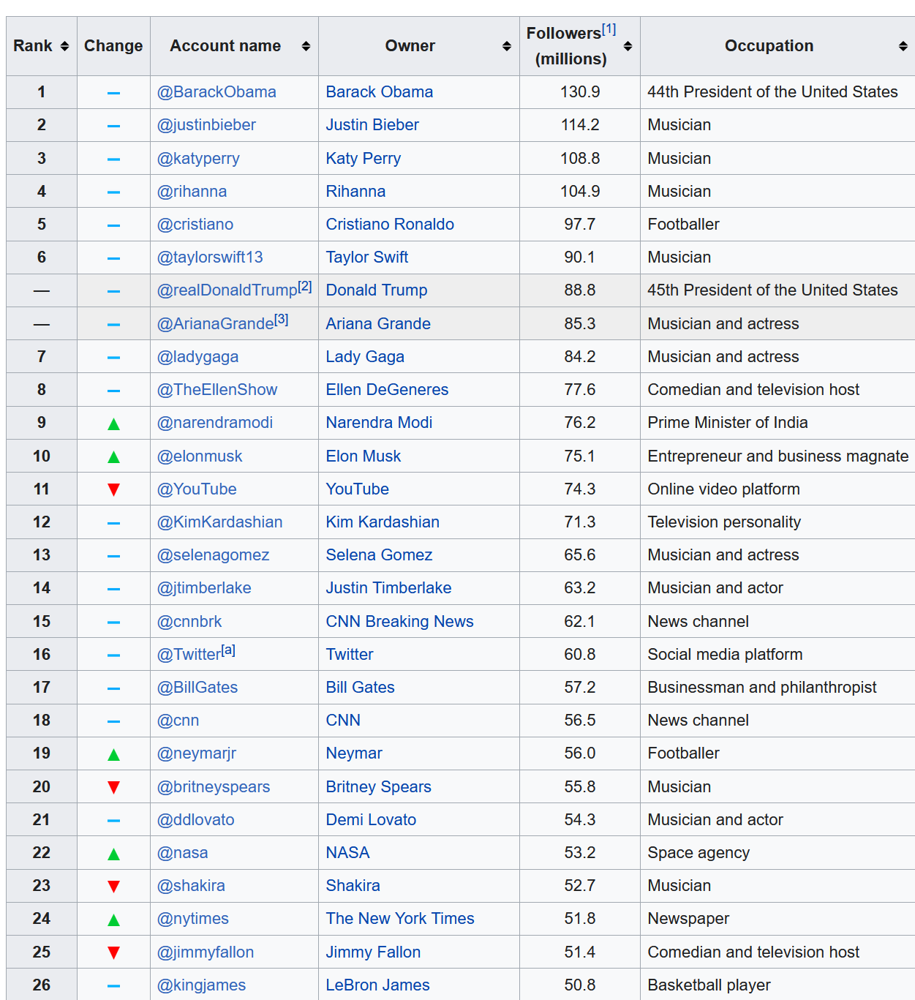 Rank Change Account name Owner Followers[1] (millions) Occupation
1 – @BarackObama Barack Obama 130.9 44th President of the United States
2 – @justinbieber Justin Bieber 114.2 Musician
3 – @katyperry Katy Perry 108.8 Musician
4 – @rihanna Rihanna 104.9 Musician
5 – @cristiano Cristiano Ronaldo 97.7 Footballer
6 – @taylorswift13 Taylor Swift 90.1 Musician
— – @realDonaldTrump[2] Donald Trump 88.8 45th President of the United States
— – @ArianaGrande[3] Ariana Grande 85.3 Musician and actress
7 – @ladygaga Lady Gaga 84.2 Musician and actress
8 – @TheEllenShow Ellen DeGeneres 77.6 Comedian and television host
9 ▲ @narendramodi Narendra Modi 76.2 Prime Minister of India
10 ▲ @elonmusk Elon Musk 75.1 Entrepreneur and business magnate
11 ▼ @YouTube YouTube 74.3 Online video platform
12 – @KimKardashian Kim Kardashian 71.3 Television personality
13 – @selenagomez Selena Gomez 65.6 Musician and actress
14 – @jtimberlake Justin Timberlake 63.2 Musician and actor
15 – @cnnbrk CNN Breaking News 62.1 News channel
16 – @Twitter[a] Twitter 60.8 Social media platform
17 – @BillGates Bill Gates 57.2 Businessman and philanthropist
18 – @cnn CNN 56.5 News channel
19 ▲ @neymarjr Neymar 56.0 Footballer
20 ▼ @britneyspears Britney Spears 55.8 Musician
21 – @ddlovato Demi Lovato 54.3 Musician and actor
22 ▲ @nasa NASA 53.2 Space agency
23 ▼ @shakira Shakira 52.7 Musician
24 ▲ @nytimes The New York Times 51.8 Newspaper
25 ▼ @jimmyfallon Jimmy Fallon 51.4 Comedian and television host
26 – @kingjames LeBron James 50.8 Basketball player